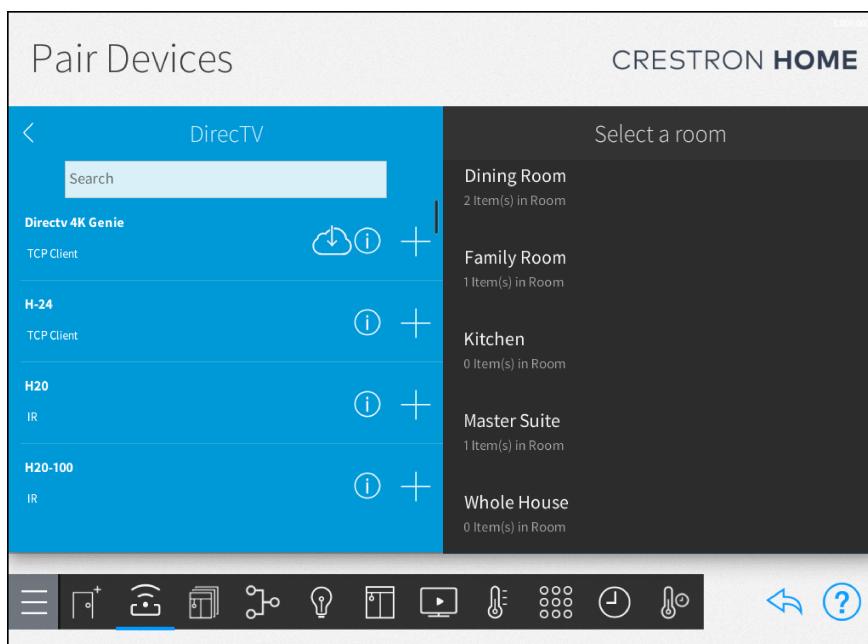 Pair Devices
CRESTRON HOME
DirecTV
Search
Directv 4K Genie
TCP Client
H-24
TCP Client
H20
IR
H20-100
IR
Select a room
Dining Room
2 Item(s) in Room
Family Room
1 Item(s) in Room
Kitchen
0 Item(s) in Room
Master Suite
1 Item(s) in Room
Whole House
0 Item(s) in Room